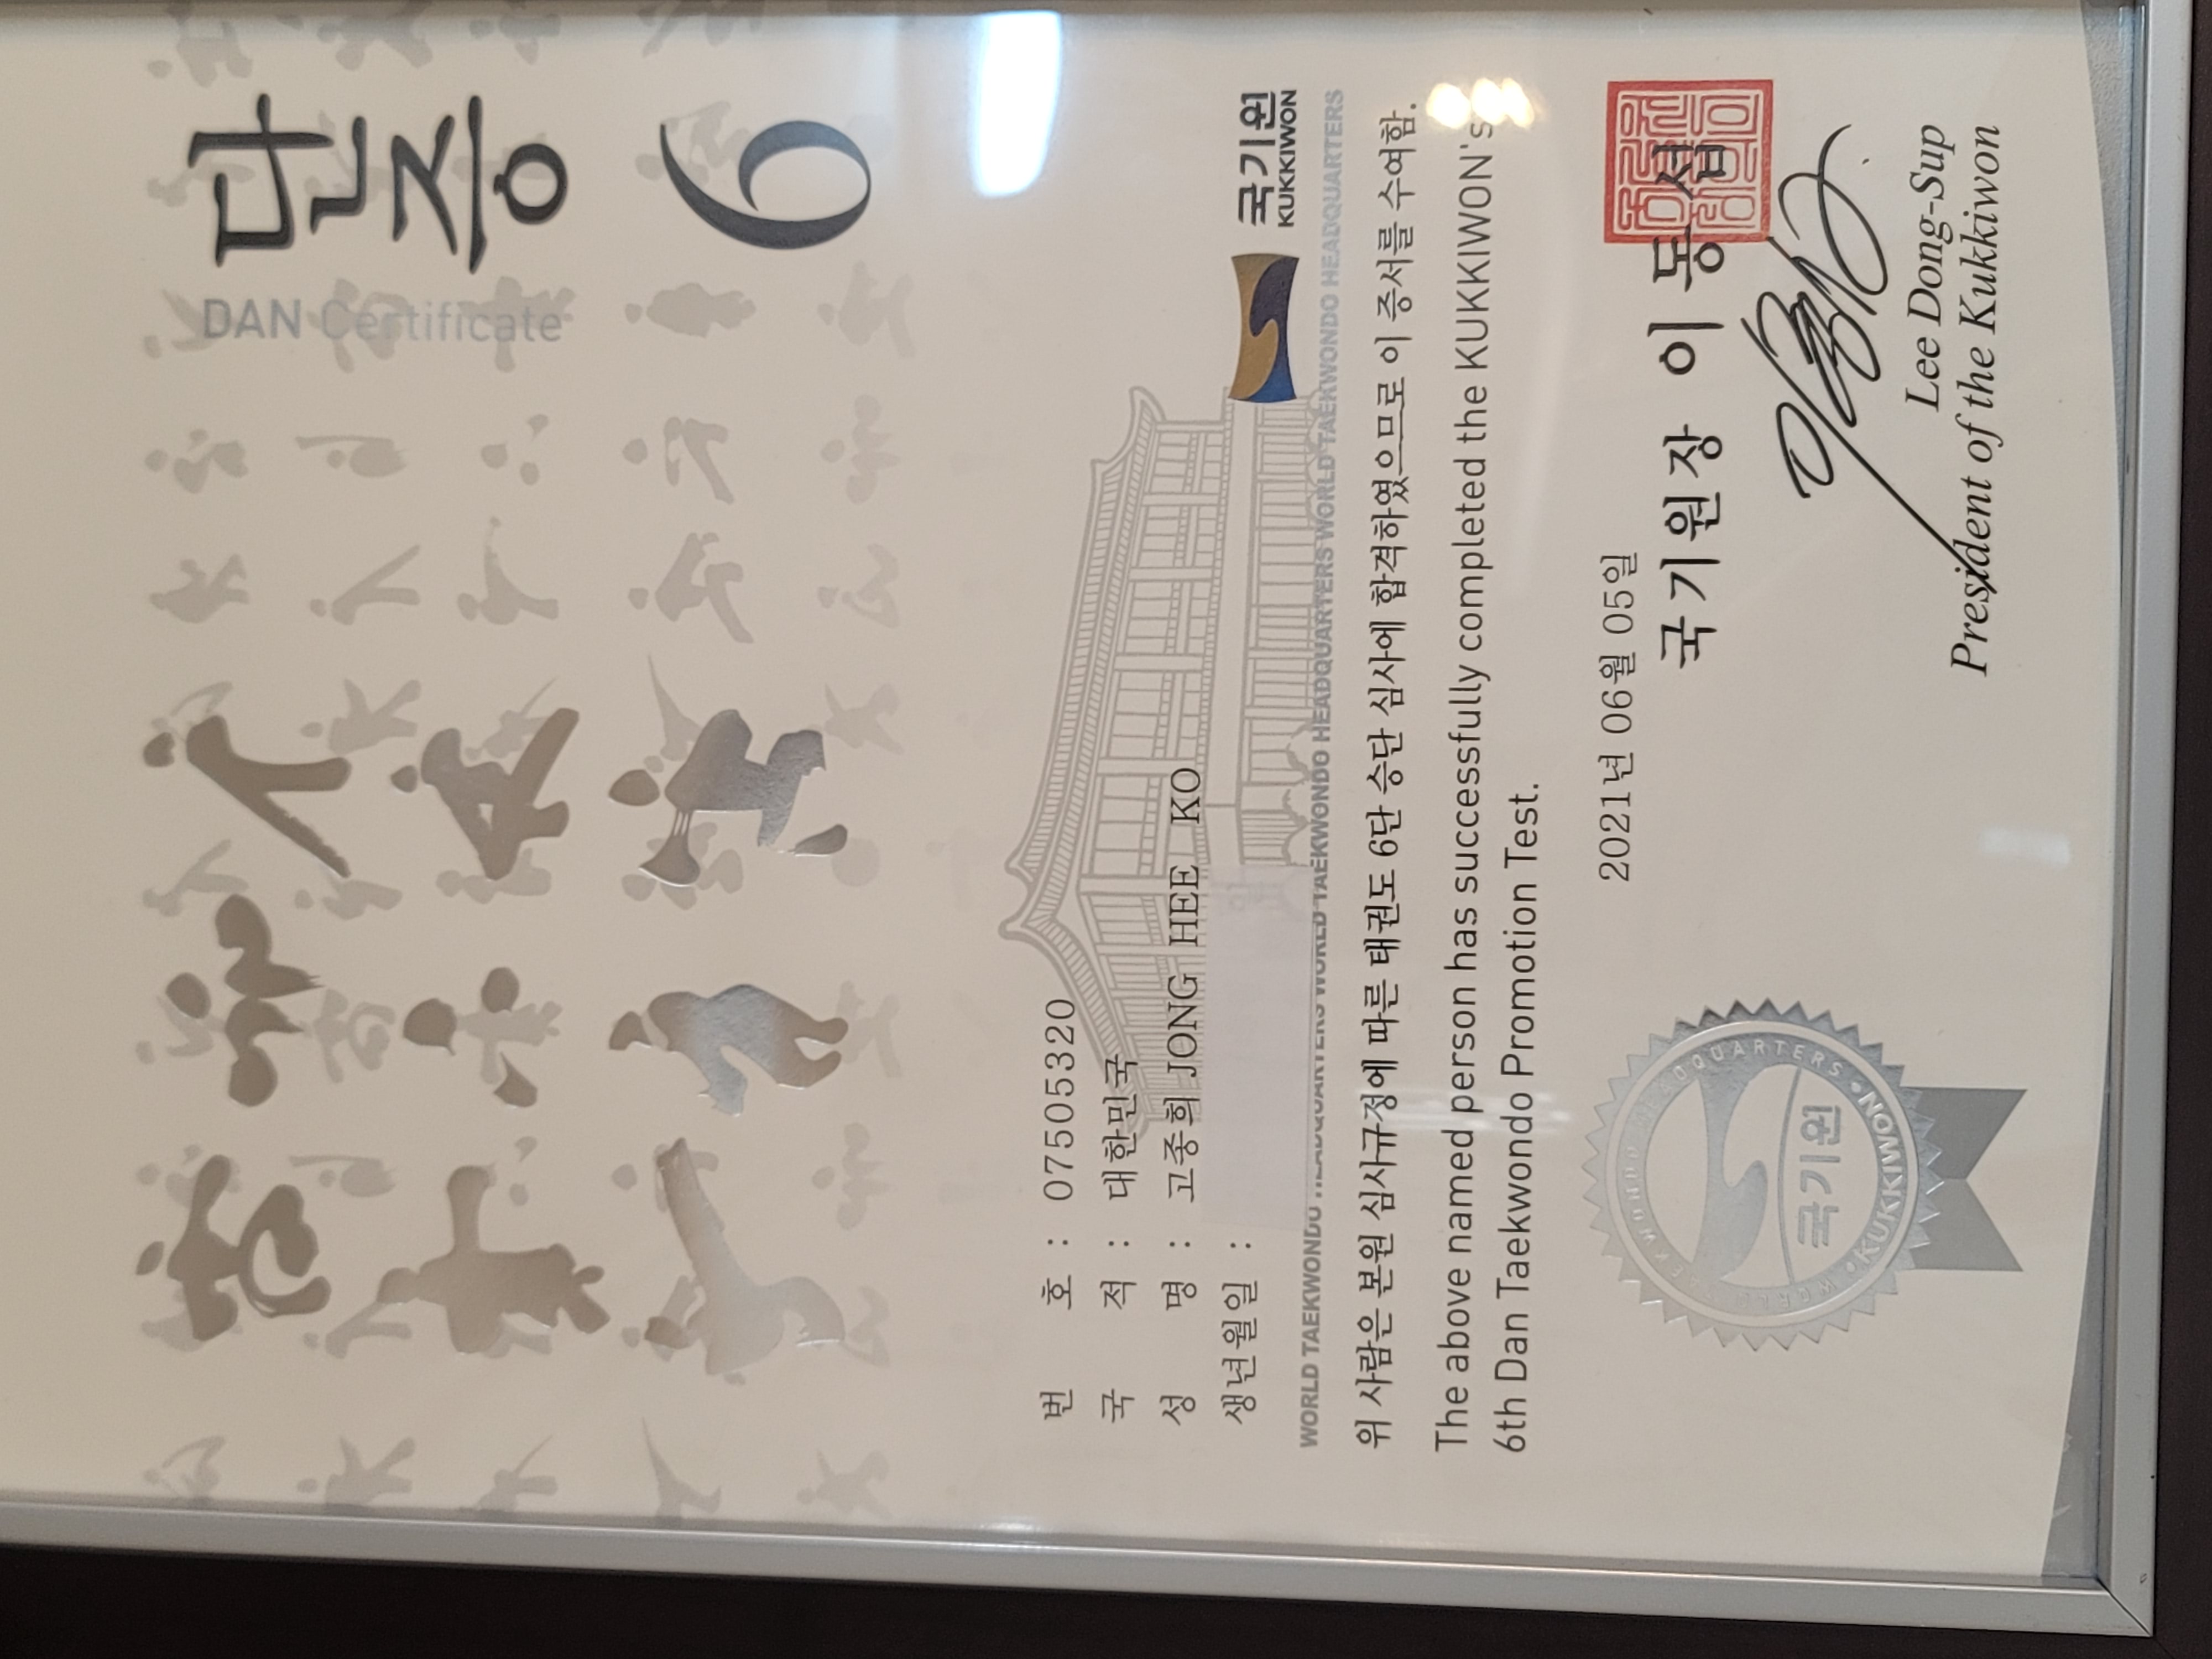 단증
DAN Certificate
6
국기원
KUKKIWON
번 호 : 07505320
국 적 : 대한민국
성 명 : 고종희 JONG HEE KO
생년월일 :
WORLD TAEKWONDO HEADQUARTERS WORLD TAEKWONDO HEADQUARTERS WORLD TAEKWONDO HEADQUARTERS WORLD TAEKWONDO HEADQUARTERS
위 사람은 본원 심사규정에 따른 태권도 6단 승단 심사에 합격하였으므로 이 증서를 수여함.
The above named person has successfully completed the KUKKIWON's
6th Dan Taekwondo Promotion Test.
2021년 06월 05일
국기원장 이동섭
Lee Dong-Sup
President of the Kukkiwon
WORLD TAEKWONDO HEADQUARTERS • KUKKIWON •
국기원